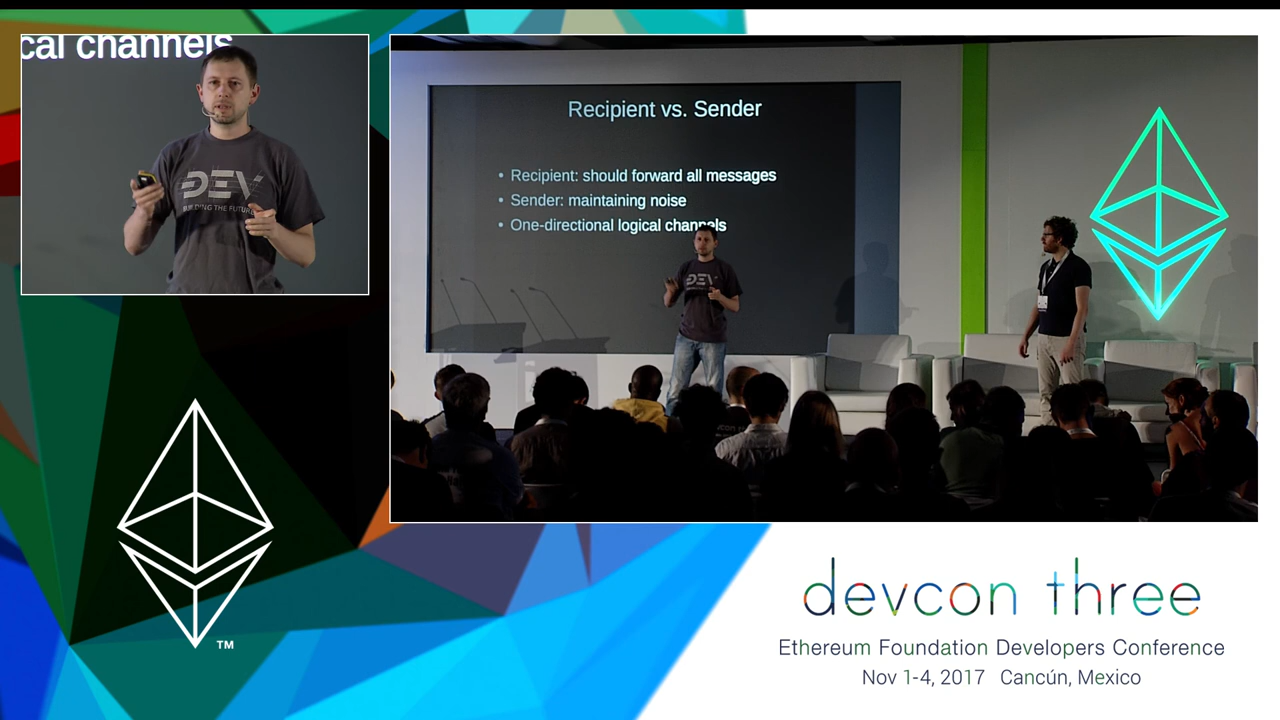 cal channels
DEV
BUILDING THE FUTURE
Recipient vs. Sender
• Recipient: should forward all messages
• Sender: maintaining noise
• One-directional logical channels
DEV
TM
devcon three
Ethereum Foundation Developers Conference
Nov 1-4, 2017 Cancún, Mexico